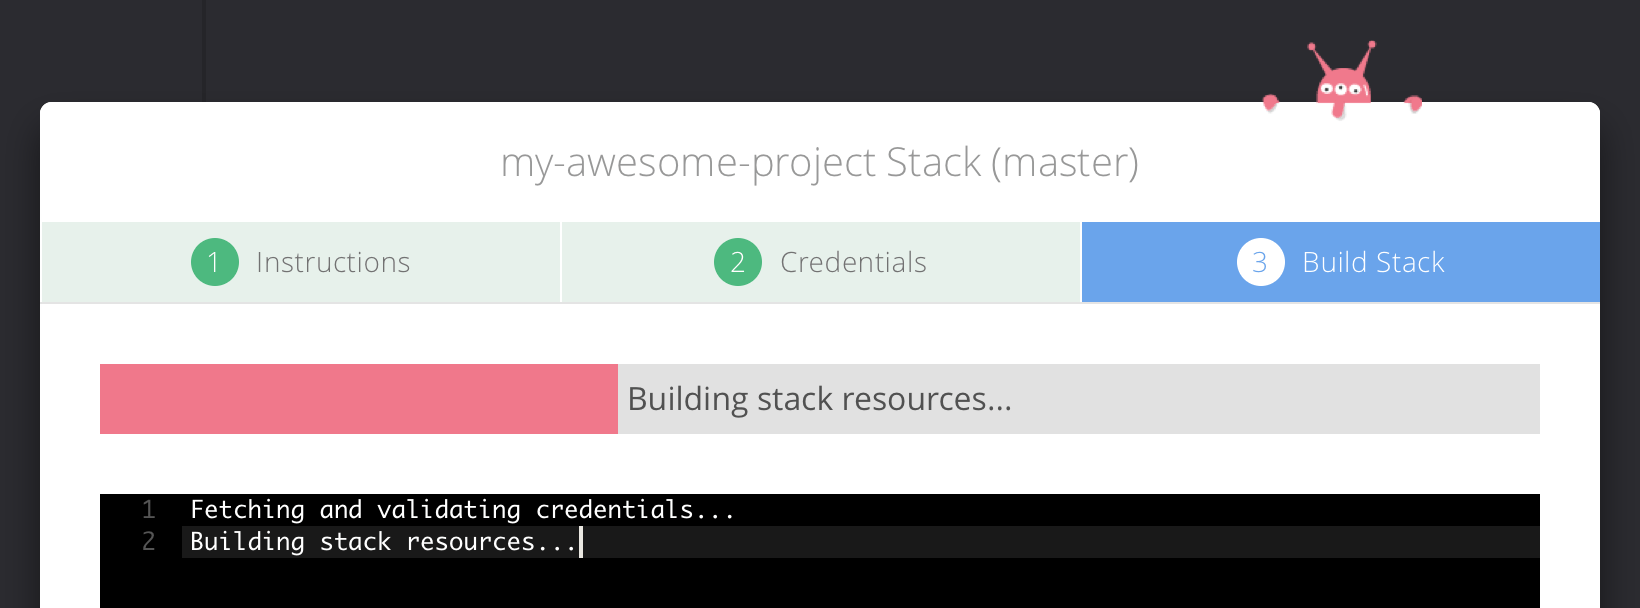 my-awesome-project Stack (master)
1 Instructions
2 Credentials
3 Build Stack
Building stack resources...
1 Fetching and validating credentials...
2 Building stack resources...